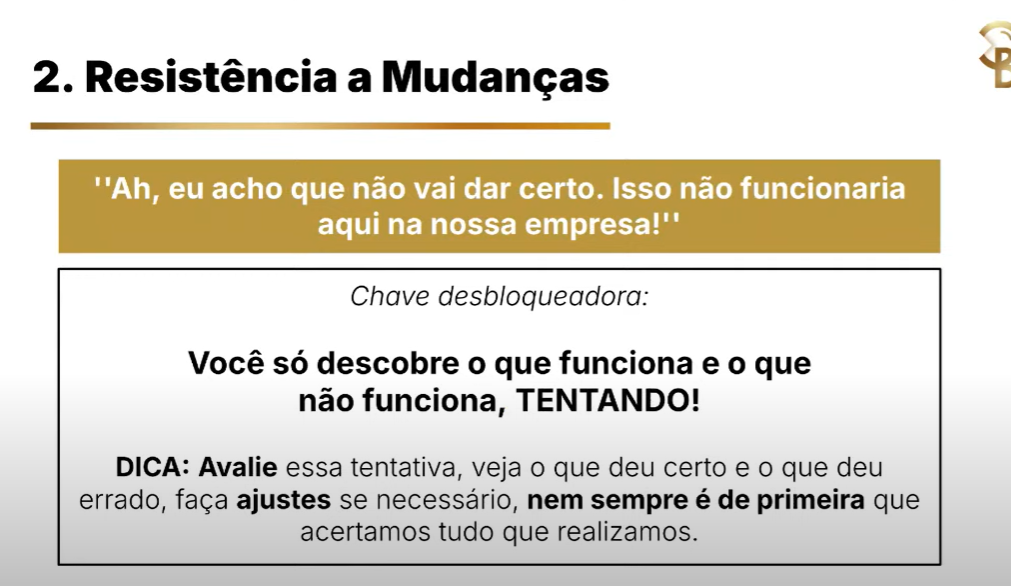 2. Resistência a Mudanças
''Ah, eu acho que não vai dar certo. Isso não funcionaria
aqui na nossa empresa!''
Chave desbloqueadora:
Você só descobre o que funciona e o que
não funciona, TENTANDO!
DICA: Avalie essa tentativa, veja o que deu certo e o que deu
errado, faça ajustes se necessário, nem sempre é de primeira que
acertamos tudo que realizamos.